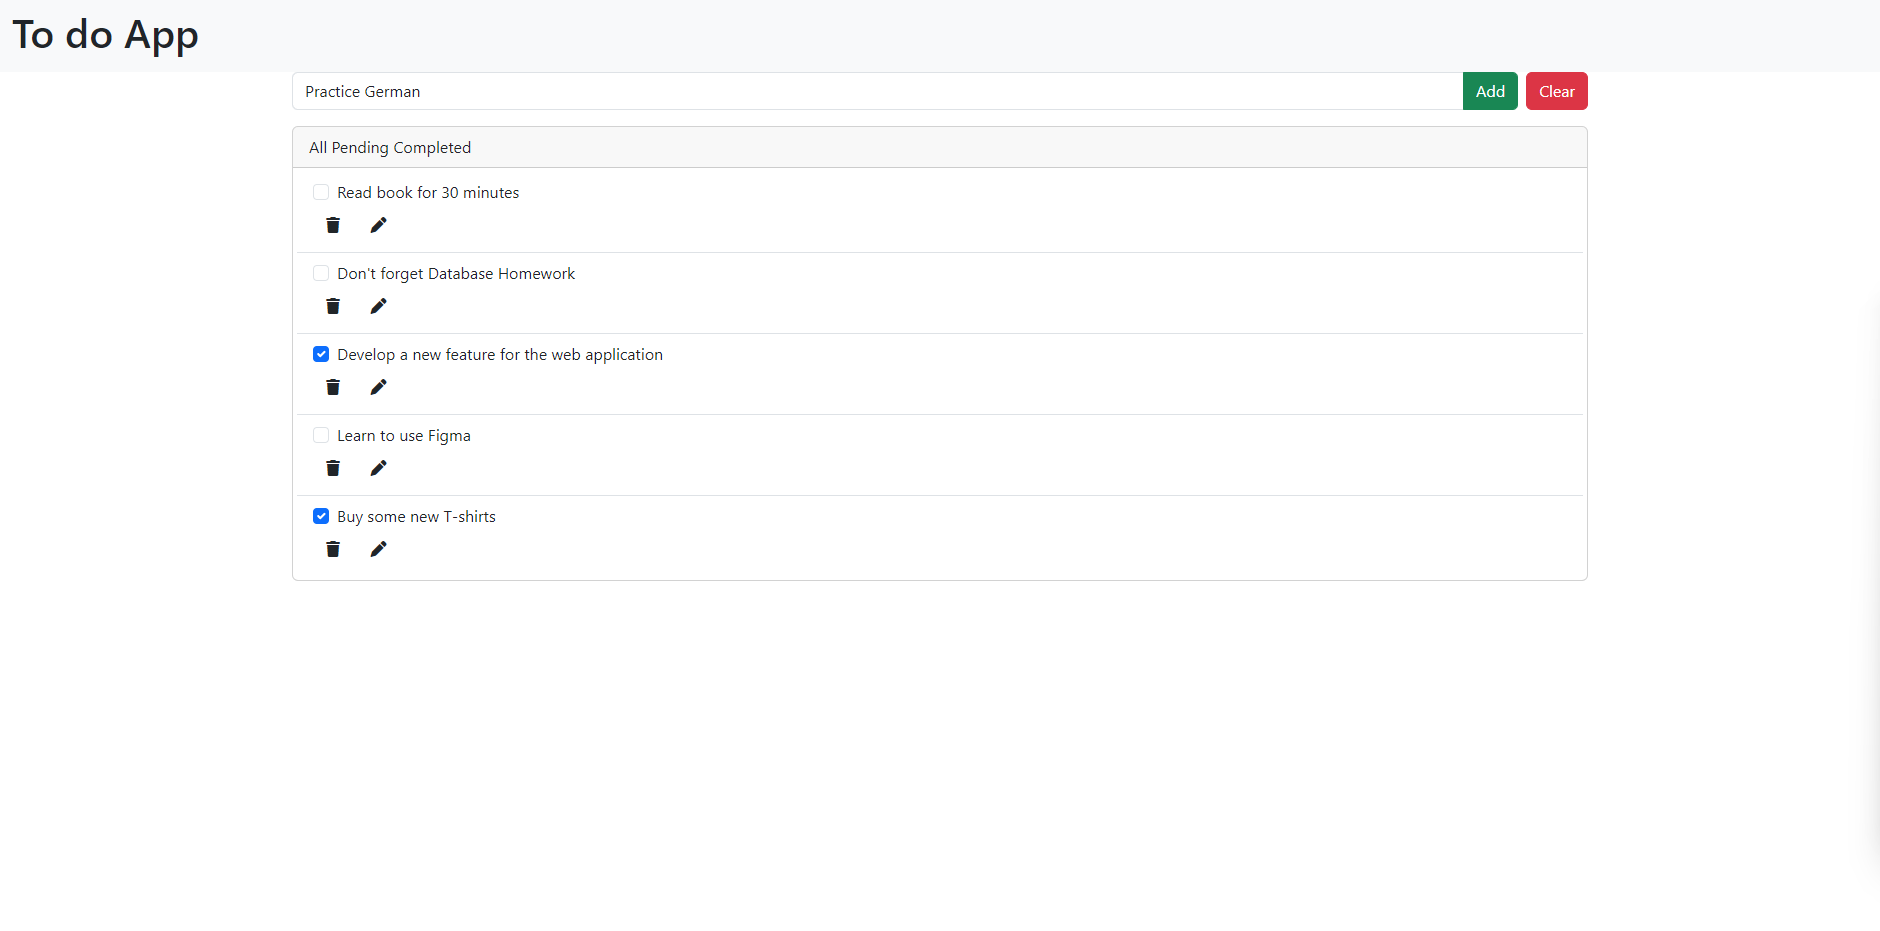 To do App
Practice German
Add
Clear
All Pending Completed
Read book for 30 minutes
Don't forget Database Homework
Develop a new feature for the web application
Learn to use Figma
Buy some new T-shirts